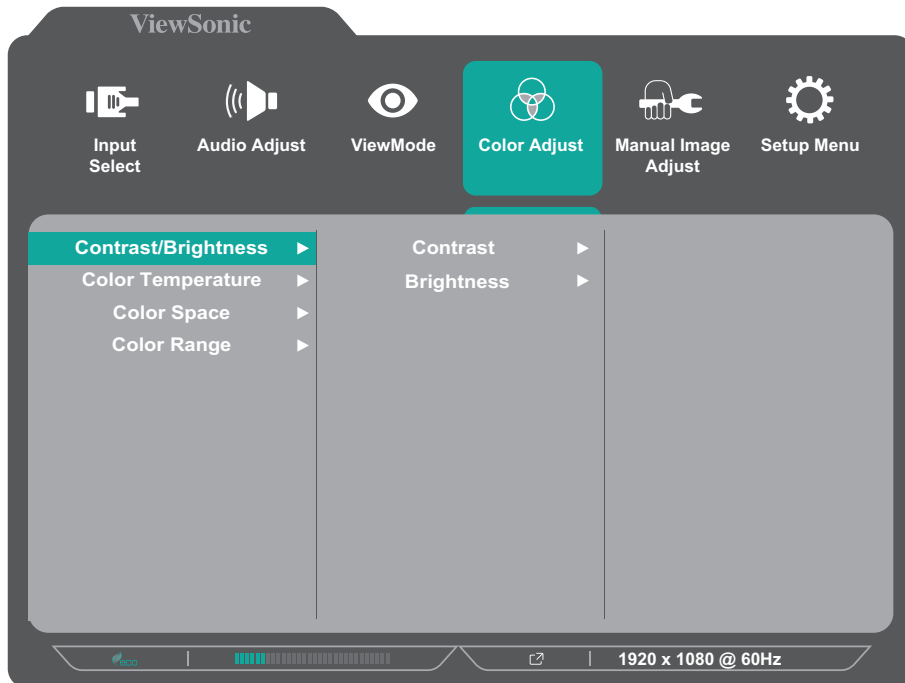 ViewSonic
Input
Select
Audio Adjust
ViewMode
Color Adjust
Manual Image
Adjust
Setup Menu
Contrast/Brightness
Color Temperature
Color Space
Color Range
Contrast
Brightness
eco
1920 x 1080 @ 60Hz